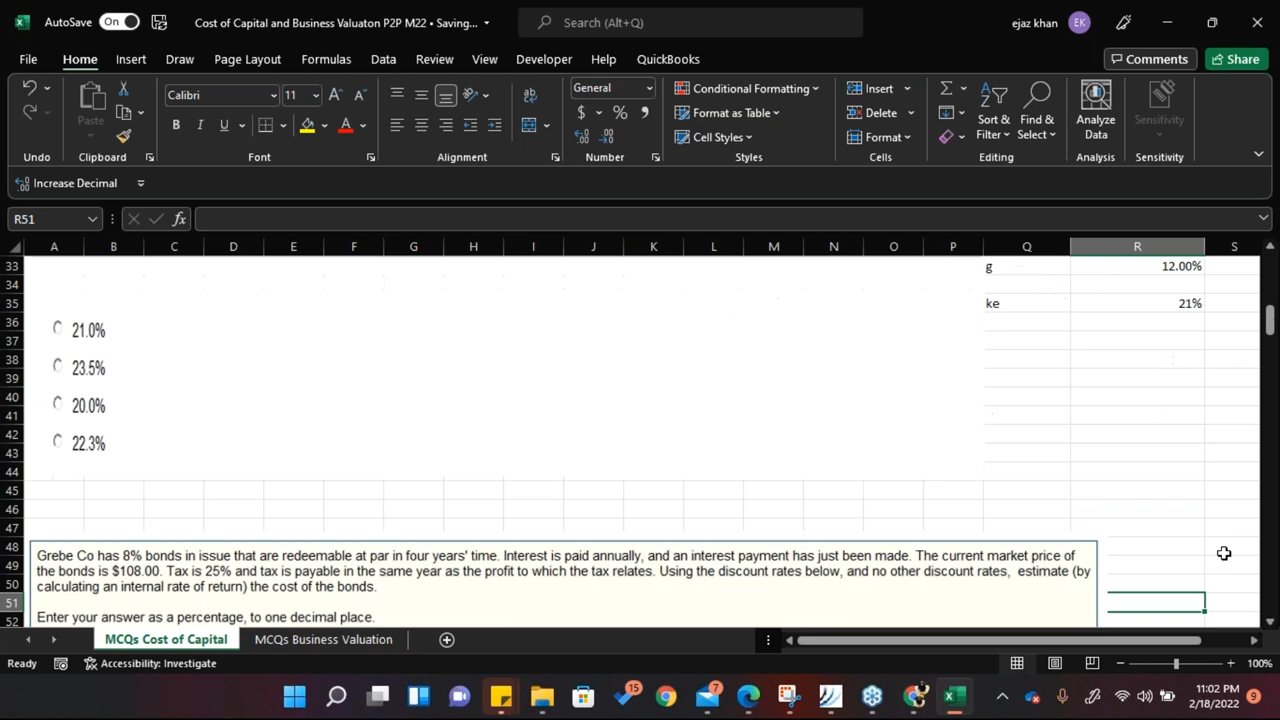 AutoSave On Cost of Capital and Business Valuaton P2P M22 • Saving... Search (Alt+Q) ejaz khan EK
File Home Insert Draw Page Layout Formulas Data Review View Developer Help QuickBooks Comments Share
Calibri 11 General Conditional Formatting Insert
Paste Format as Table Delete Sort & Find & Analyze Sensitivity
Cell Styles Format Filter Select Data
Undo Clipboard Font Alignment Number Styles Cells Editing Analysis Sensitivity
Increase Decimal
R51 fx
A B C D E F G H I J K L M N O P Q R S
33 g 12.00%
34
35 ke 21%
36 21.0%
37
38 23.5%
39
40 20.0%
41
42 22.3%
43
44
45
46
47
48 Grebe Co has 8% bonds in issue that are redeemable at par in four years' time. Interest is paid annually, and an interest payment has just been made. The current market price of
49 the bonds is $108.00. Tax is 25% and tax is payable in the same year as the profit to which the tax relates. Using the discount rates below, and no other discount rates, estimate (by
50 calculating an internal rate of return) the cost of the bonds.
51
52 Enter your answer as a percentage, to one decimal place.
MCQs Cost of Capital MCQs Business Valuation
Ready Accessibility: Investigate 100%
15 7 11:02 PM
2/18/2022 9